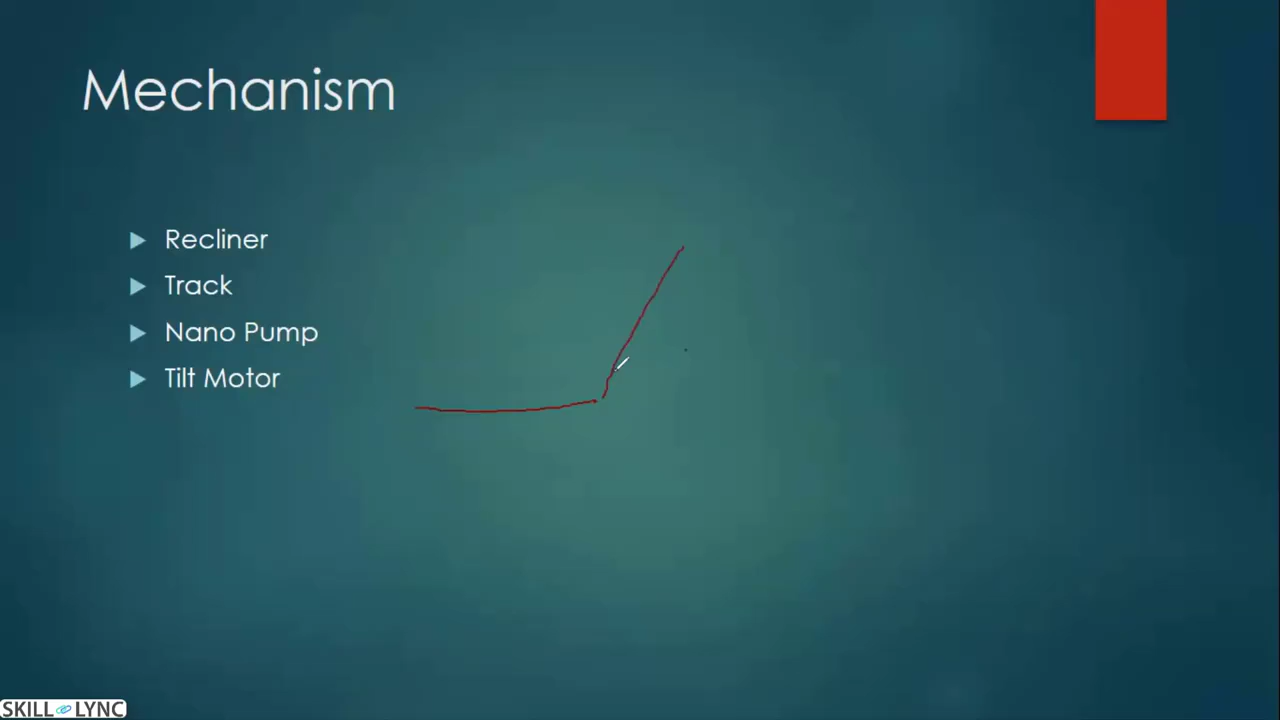 Mechanism
Recliner
Track
Nano Pump
Tilt Motor
SKILL LYNC